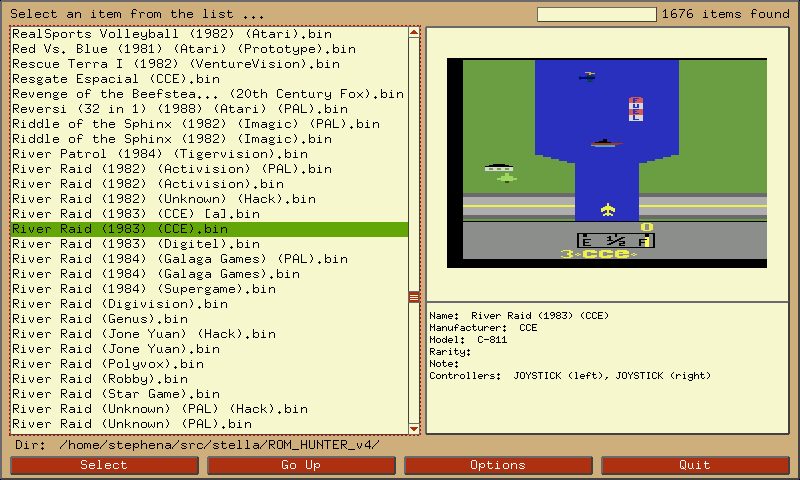 Select an item from the list ...
1676 items found
RealSports Volleyball (1982) (Atari).bin
Red Vs. Blue (1981) (Atari) (Prototype).bin
Rescue Terra I (1982) (VentureVision).bin
Resgate Espacial (CCE).bin
Revenge of the Beefstea... (20th Century Fox).bin
Reversi (32 in 1) (1988) (Atari) (PAL).bin
Riddle of the Sphinx (1982) (Imagic) (PAL).bin
Riddle of the Sphinx (1982) (Imagic).bin
River Patrol (1984) (Tigervision).bin
River Raid (1982) (Activision) (PAL).bin
River Raid (1982) (Activision).bin
River Raid (1982) (Unknown) (Hack).bin
River Raid (1983) (CCE) [a].bin
River Raid (1983) (CCE).bin
River Raid (1983) (Digitel).bin
River Raid (1984) (Galaga Games) (PAL).bin
River Raid (1984) (Galaga Games).bin
River Raid (1984) (Supergame).bin
River Raid (Digivision).bin
River Raid (Genus).bin
River Raid (Jone Yuan) (Hack).bin
River Raid (Jone Yuan).bin
River Raid (Polyvox).bin
River Raid (Robby).bin
River Raid (Star Game).bin
River Raid (Unknown) (PAL) (Hack).bin
River Raid (Unknown) (PAL).bin
FUEL
0
E 1/2 F
3 •cce•
Name: River Raid (1983) (CCE)
Manufacturer: CCE
Model: C-811
Rarity:
Note:
Controllers: JOYSTICK (left), JOYSTICK (right)
Dir: /home/stephena/src/stella/ROM_HUNTER_v4/
Select
Go Up
Options
Quit